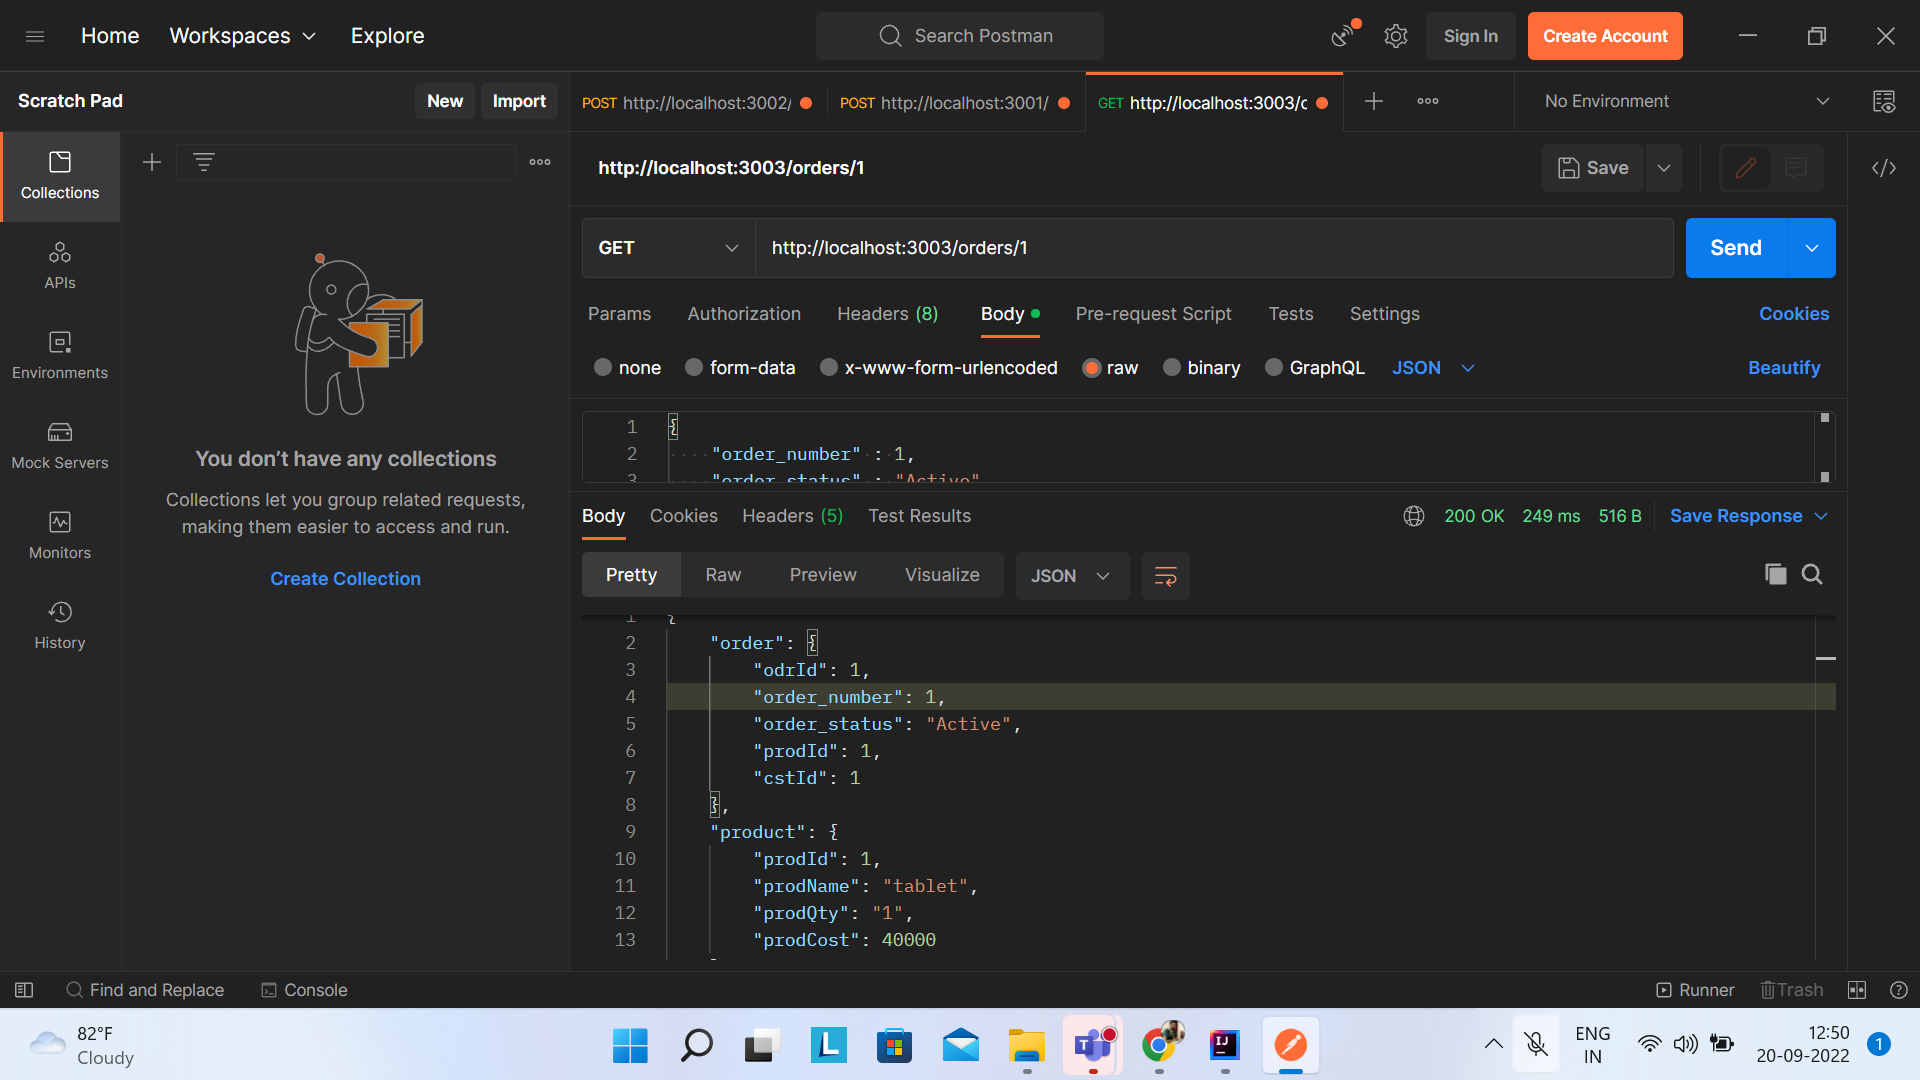 Home
Workspaces
Explore
Search Postman
Sign In
Create Account
Scratch Pad
New
Import
POST http://localhost:3002/
POST http://localhost:3001/
GET http://localhost:3003/c
No Environment
Collections
APIs
Environments
Mock Servers
Monitors
History
You don't have any collections
Collections let you group related requests,
making them easier to access and run.
Create Collection
http://localhost:3003/orders/1
Save
GET
http://localhost:3003/orders/1
Send
Params
Authorization
Headers (8)
Body
Pre-request Script
Tests
Settings
Cookies
none
form-data
x-www-form-urlencoded
raw
binary
GraphQL
JSON
Beautify
1 {
2 "order_number" : 1,
3 "order_status" : "Active"
Body
Cookies
Headers (5)
Test Results
200 OK
249 ms
516 B
Save Response
Pretty
Raw
Preview
Visualize
JSON
1 {
2 "order": {
3 "odrId": 1,
4 "order_number": 1,
5 "order_status": "Active",
6 "prodId": 1,
7 "cstId": 1
8 },
9 "product": {
10 "prodId": 1,
11 "prodName": "tablet",
12 "prodQty": "1",
13 "prodCost": 40000
Find and Replace
Console
Runner
Trash
82°F
Cloudy
L
T
IJ
ENG
IN
12:50
20-09-2022
1